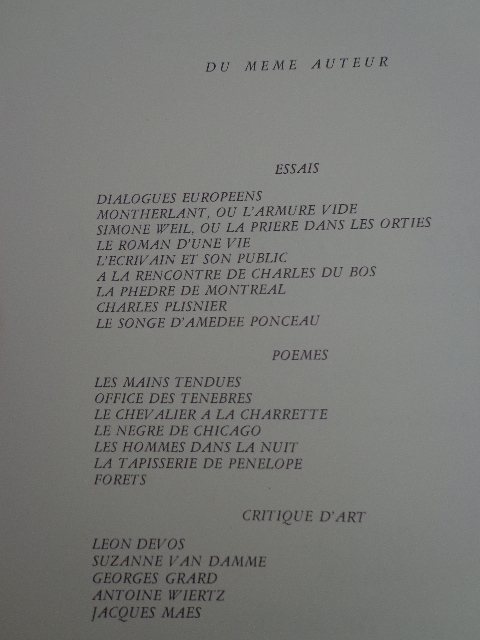 DU MEME AUTEUR
ESSAIS
DIALOGUES EUROPEENS
MONTHERLANT, OU L'ARMURE VIDE
SIMONE WEIL, OU LA PRIERE DANS LES ORTIES
LE ROMAN D'UNE VIE
L'ECRIVAIN ET SON PUBLIC
A LA RENCONTRE DE CHARLES DU BOS
LA PHEDRE DE MONTREAL
CHARLES PLISNIER
LE SONGE D'AMEDEE PONCEAU
POEMES
LES MAINS TENDUES
OFFICE DES TENEBRES
LE CHEVALIER A LA CHARRETTE
LE NEGRE DE CHICAGO
LES HOMMES DANS LA NUIT
LA TAPISSERIE DE PENELOPE
FORETS
CRITIQUE D'ART
LEON DEVOS
SUZANNE VAN DAMME
GEORGES GRARD
ANTOINE WIERTZ
JACQUES MAES